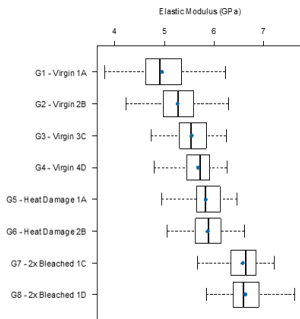 Elastic Modulus (GPa)
4 5 6 7
G1 - Virgin 1A
G2 - Virgin 2B
G3 - Virgin 3C
G4 - Virgin 4D
G5 - Heat Damage 1A
G6 - Heat Damage 2B
G7 - 2x Bleached 1C
G8 - 2x Bleached 1D